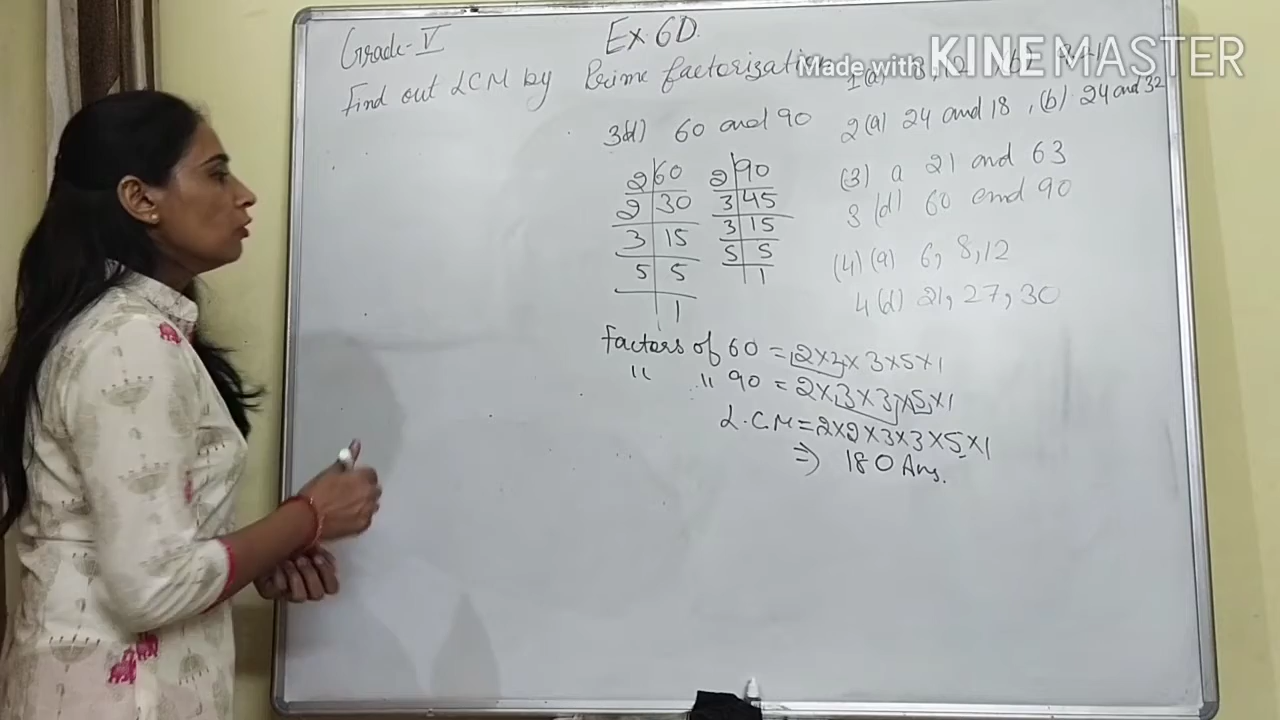 Grade-V
Ex.6D.
Find out LCM by Prime factorization
Made with KINEMASTER
3(d) 60 and 90
2 60
2 30
3 15
5 5
1
2 90
3 45
3 15
5 5
1
factors of 60 = 2×2×3×5×1
" " 90 = 2×3×3×5×1
L.C.M = 2×2×3×3×5×1
⇒ 180 Ans.
2(a) 24 and 18, (b) 24 and 32
(3) a 21 and 63
3(d) 60 and 90
(4)(a) 6, 8, 12
4(d) 21, 27, 30